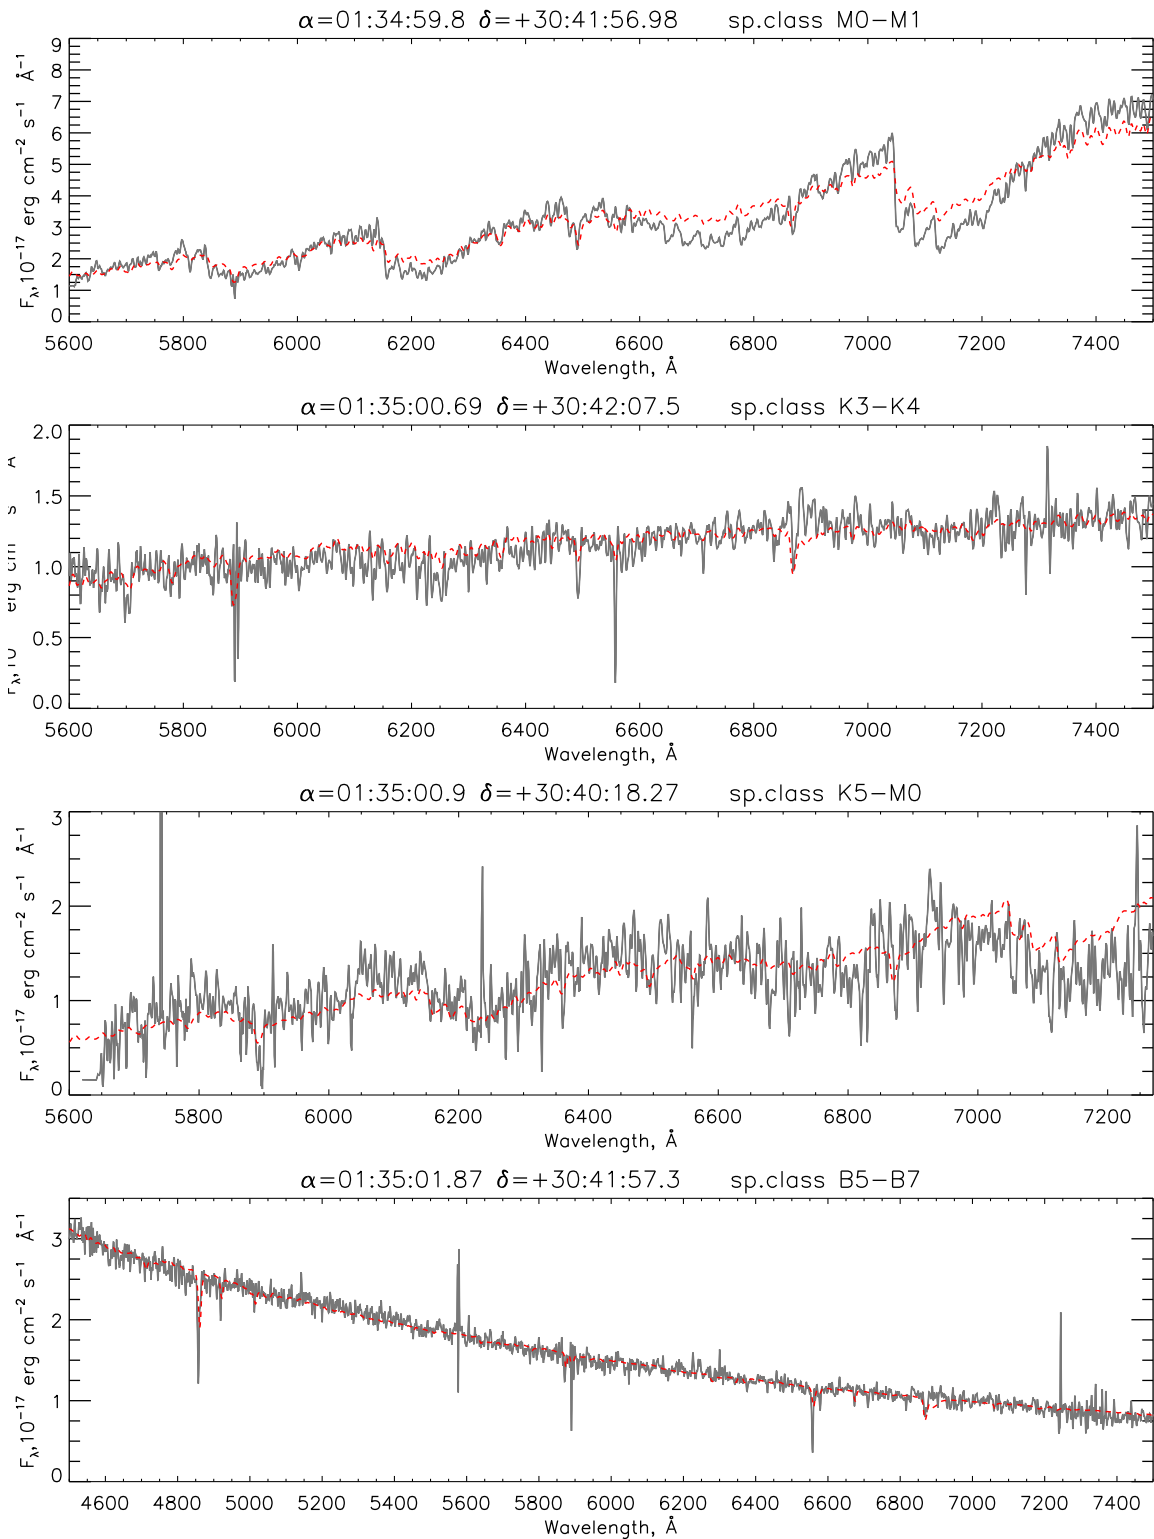 α=01:34:59.8 δ=+30:41:56.98 sp.class M0−M1
F_λ,10⁻¹⁷ erg cm⁻² s⁻¹ Å⁻¹
9
8
7
6
5
4
3
2
1
0
5600 5800 6000 6200 6400 6600 6800 7000 7200 7400
Wavelength, Å
α=01:35:00.69 δ=+30:42:07.5 sp.class K3−K4
F_λ,10 erg cm s A
2.0
1.5
1.0
0.5
0.0
5600 5800 6000 6200 6400 6600 6800 7000 7200 7400
Wavelength, Å
α=01:35:00.9 δ=+30:40:18.27 sp.class K5−M0
F_λ,10⁻¹⁷ erg cm⁻² s⁻¹ Å⁻¹
3
2
1
0
5600 5800 6000 6200 6400 6600 6800 7000 7200
Wavelength, Å
α=01:35:01.87 δ=+30:41:57.3 sp.class B5−B7
F_λ,10⁻¹⁷ erg cm⁻² s⁻¹ Å⁻¹
3
2
1
0
4600 4800 5000 5200 5400 5600 5800 6000 6200 6400 6600 6800 7000 7200 7400
Wavelength, Å